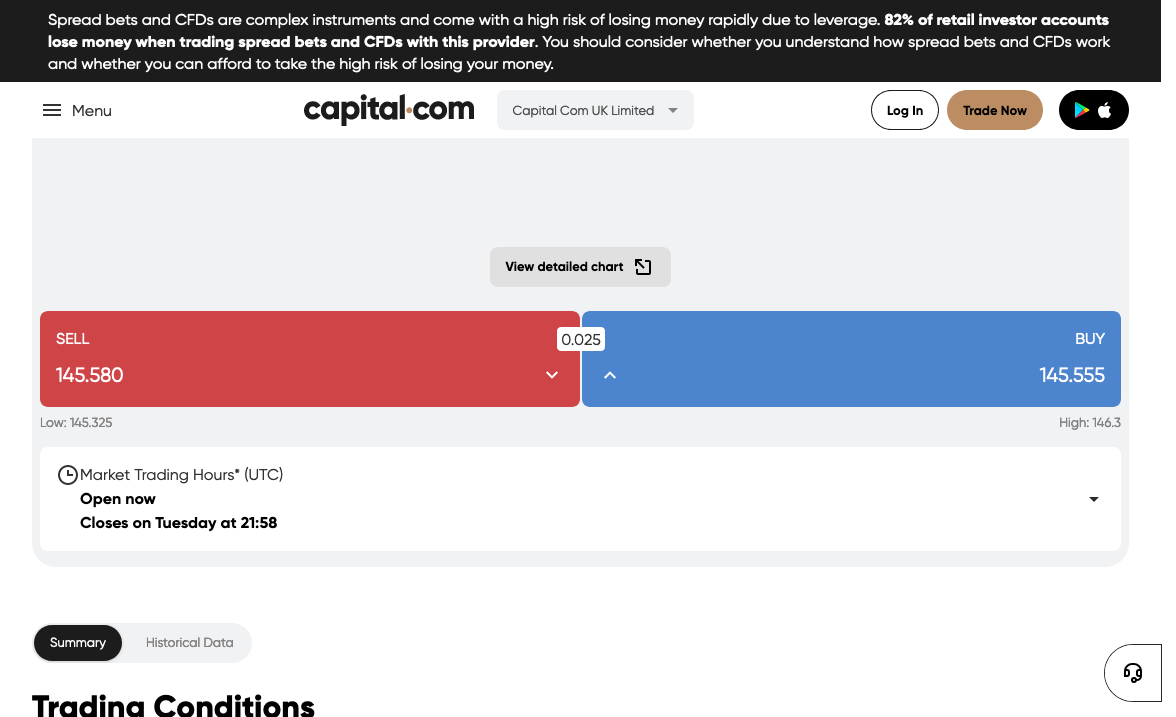 Spread bets and CFDs are complex instruments and come with a high risk of losing money rapidly due to leverage. 82% of retail investor accounts
lose money when trading spread bets and CFDs with this provider. You should consider whether you understand how spread bets and CFDs work
and whether you can afford to take the high risk of losing your money.
Menu
capital.com
Capital Com UK Limited
Log In
Trade Now
View detailed chart
SELL
0.025
BUY
145.580
145.555
Low: 145.325
High: 146.3
Market Trading Hours* (UTC)
Open now
Closes on Tuesday at 21:58
Summary
Historical Data
Trading Conditions